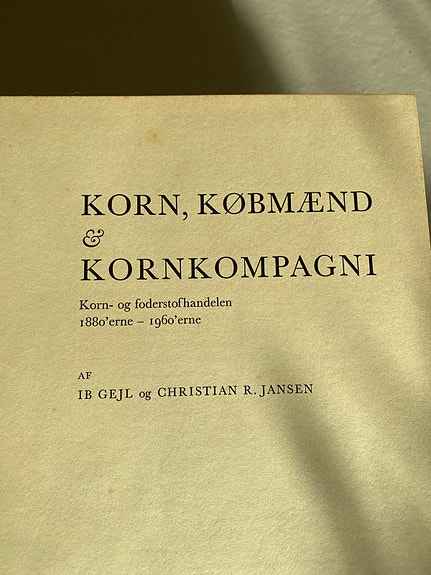 KORN, KØBMÆND
&
KORNKOMPAGNI
Korn- og foderstofhandelen
1880'erne – 1960'erne
AF
IB GEJL og CHRISTIAN R. JANSEN